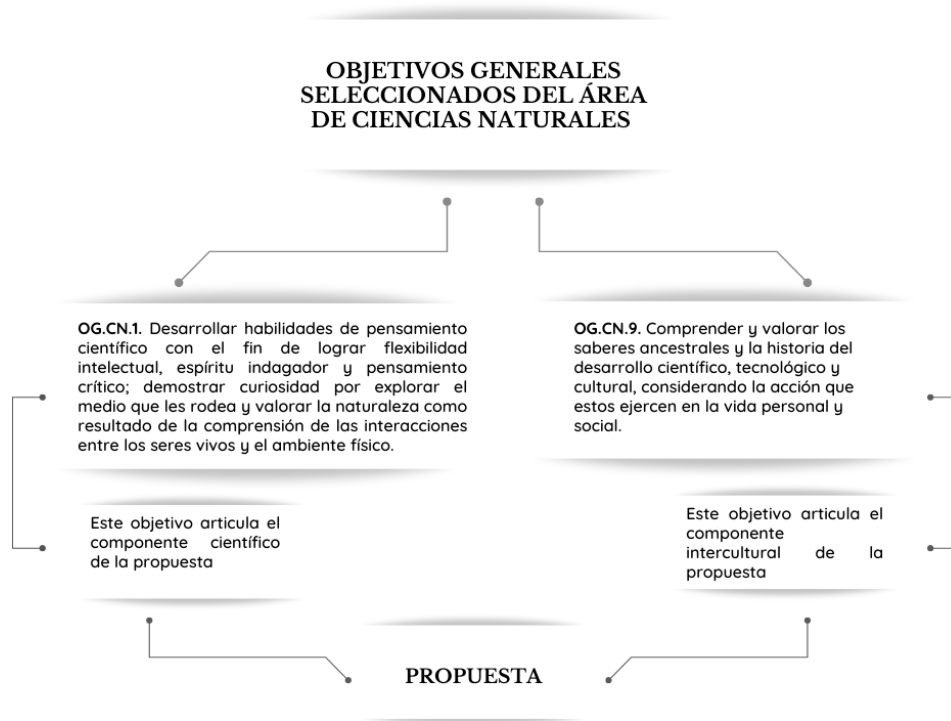 OBJETIVOS GENERALES
SELECCIONADOS DEL ÁREA
DE CIENCIAS NATURALES
OG.CN.1. Desarrollar habilidades de pensamiento
científico con el fin de lograr flexibilidad
intelectual, espíritu indagador y pensamiento
crítico; demostrar curiosidad por explorar el
medio que les rodea y valorar la naturaleza como
resultado de la comprensión de las interacciones
entre los seres vivos y el ambiente físico.
OG.CN.9. Comprender y valorar los
saberes ancestrales y la historia del
desarrollo científico, tecnológico y
cultural, considerando la acción que
estos ejercen en la vida personal y
social.
Este objetivo articula el
componente científico
de la propuesta
Este objetivo articula el
componente
intercultural de la
propuesta
PROPUESTA